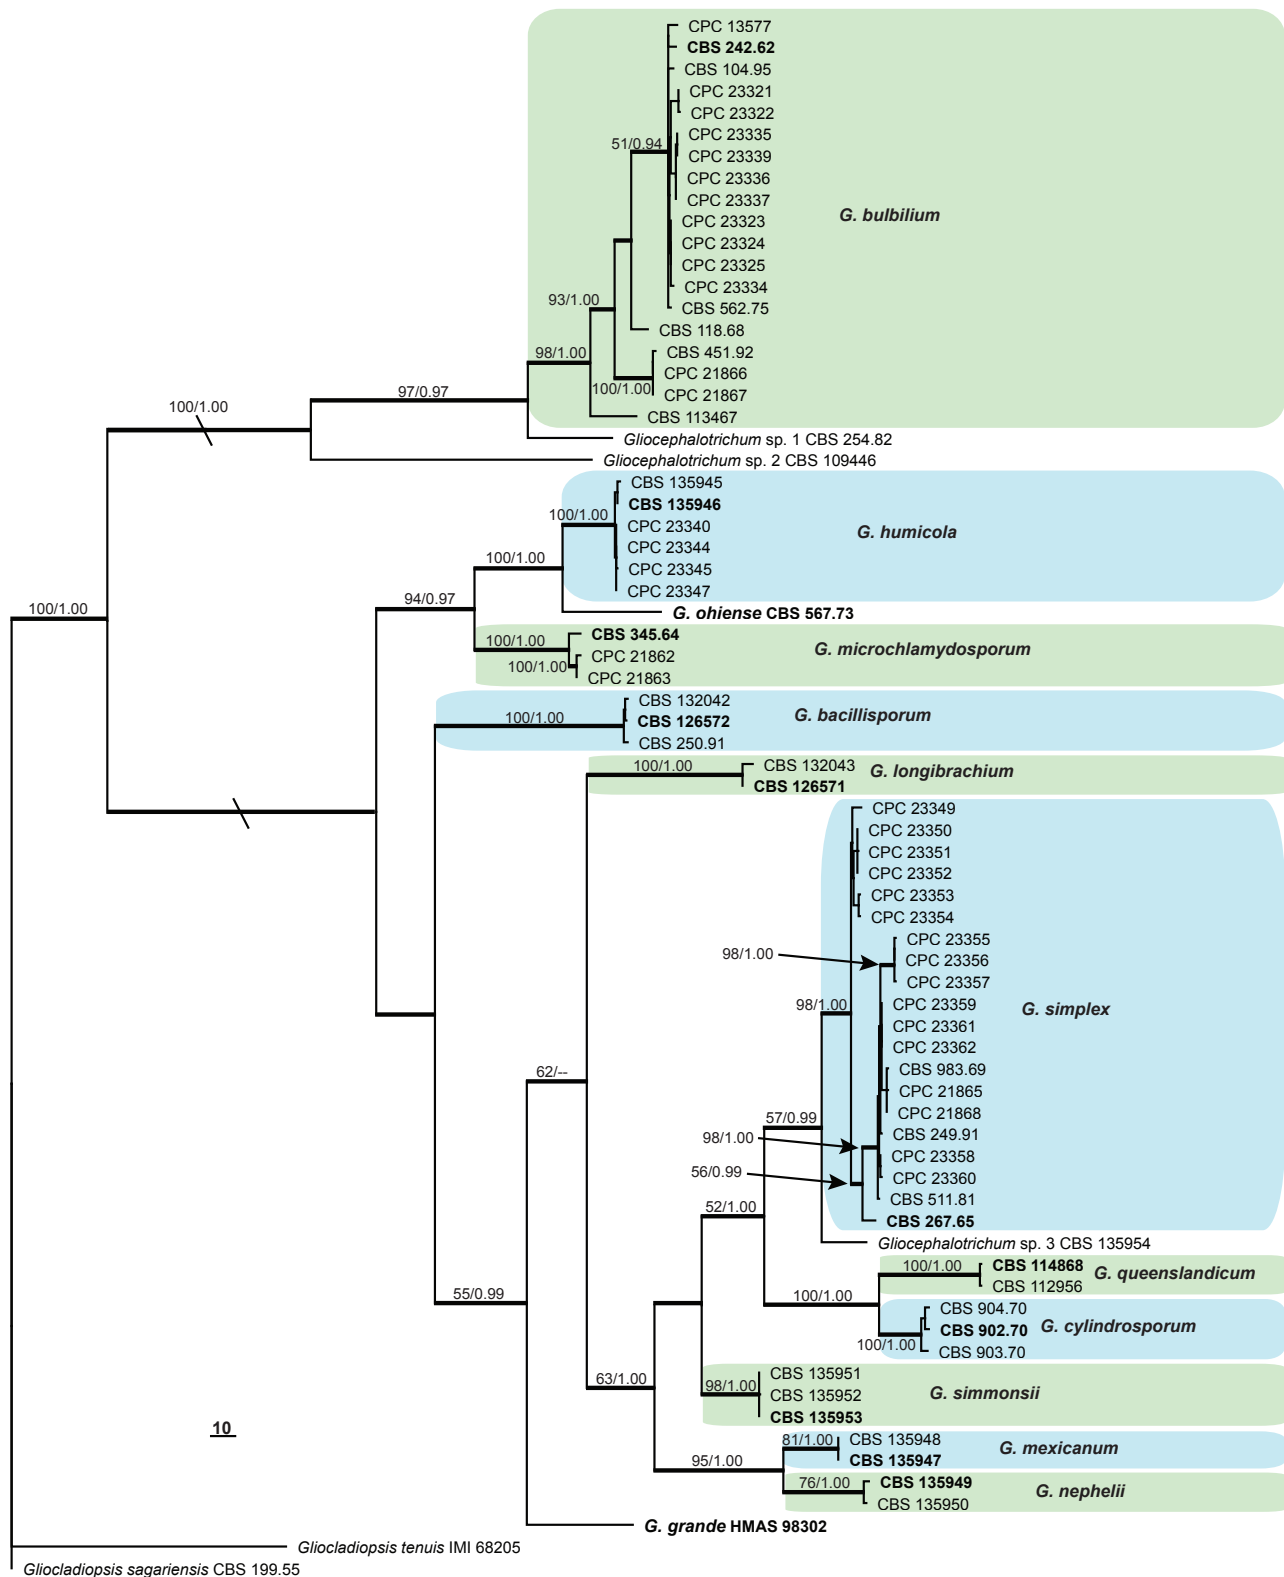 CPC 13577
CBS 242.62
CBS 104.95
CPC 23321
CPC 23322
CPC 23335
51/0.94
CPC 23339
CPC 23336
CPC 23337
G. bulbilium
CPC 23323
CPC 23324
CPC 23325
CPC 23334
93/1.00
CBS 562.75
CBS 118.68
98/1.00
CBS 451.92
CPC 21866
100/1.00
CPC 21867
97/0.97
100/1.00
CBS 113467
Gliocephalotrichum sp. 1 CBS 254.82
Gliocephalotrichum sp. 2 CBS 109446
CBS 135945
CBS 135946
100/1.00
CPC 23340
G. humicola
CPC 23344
100/1.00
CPC 23345
CPC 23347
94/0.97
100/1.00
G. ohiense CBS 567.73
CBS 345.64
100/1.00
G. microchlamydosporum
CPC 21862
100/1.00
CPC 21863
CBS 132042
100/1.00
CBS 126572
G. bacillisporum
CBS 250.91
100/1.00
CBS 132043
G. longibrachium
CBS 126571
CPC 23349
CPC 23350
CPC 23351
CPC 23352
CPC 23353
CPC 23354
CPC 23355
98/1.00
CPC 23356
CPC 23357
98/1.00
CPC 23359
G. simplex
CPC 23361
CPC 23362
CBS 983.69
62/--
CPC 21865
CPC 21868
57/0.99
CBS 249.91
98/1.00
CPC 23358
56/0.99
CPC 23360
CBS 511.81
52/1.00
CBS 267.65
Gliocephalotrichum sp. 3 CBS 135954
100/1.00
CBS 114868
G. queenslandicum
CBS 112956
55/0.99
100/1.00
CBS 904.70
CBS 902.70
G. cylindrosporum
100/1.00
CBS 903.70
63/1.00
CBS 135951
98/1.00
CBS 135952
G. simmonsii
CBS 135953
10
81/1.00
CBS 135948
G. mexicanum
95/1.00
CBS 135947
76/1.00
CBS 135949
G. nephelii
CBS 135950
G. grande HMAS 98302
Gliocladiopsis tenuis IMI 68205
Gliocladiopsis sagariensis CBS 199.55